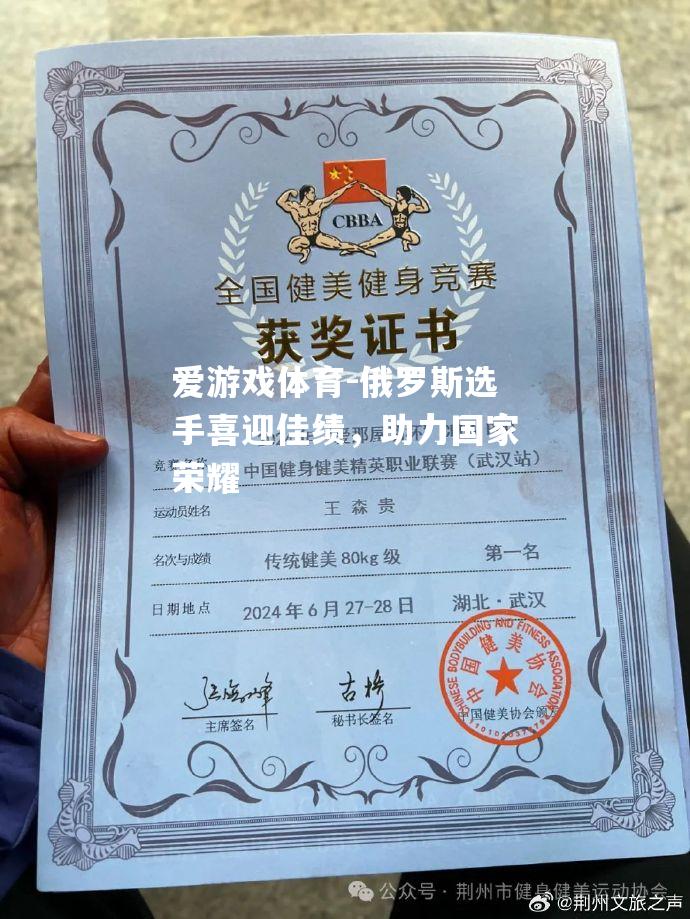 CBBA
全国健美健身竞赛
获奖证书
爱游戏体育-俄罗斯选
手喜迎佳绩，助力国家
荣耀
竞赛名称
中国健身健美精英职业联赛（武汉站）
运动员姓名 王森贵
名次与成绩 传统健美80kg级 第一名
日期地点 2024年6月27-28日 湖北·武汉
主席签名
秘书长签名
中国健美协会
CHINESE BODYBUILDING AND FITNESS ASSOCIATION
中国健美协会颁发
公众号·荆州市健身健美运动协会
@荆州文旅之声